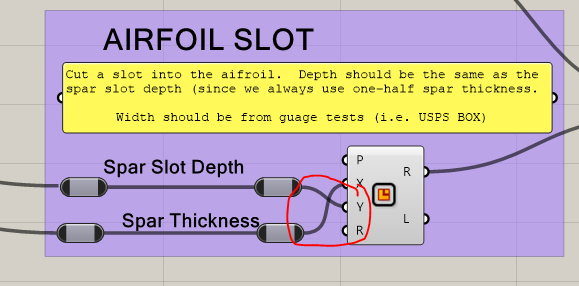 AIRFOIL SLOT
Cut a slot into the aifroil.  Depth should be the same as the
spar slot depth (since we always use one-half spar thickness.
Width should be from guage tests (i.e. USPS BOX)
Spar Slot Depth
Spar Thickness
P
X
Y
R
R
L